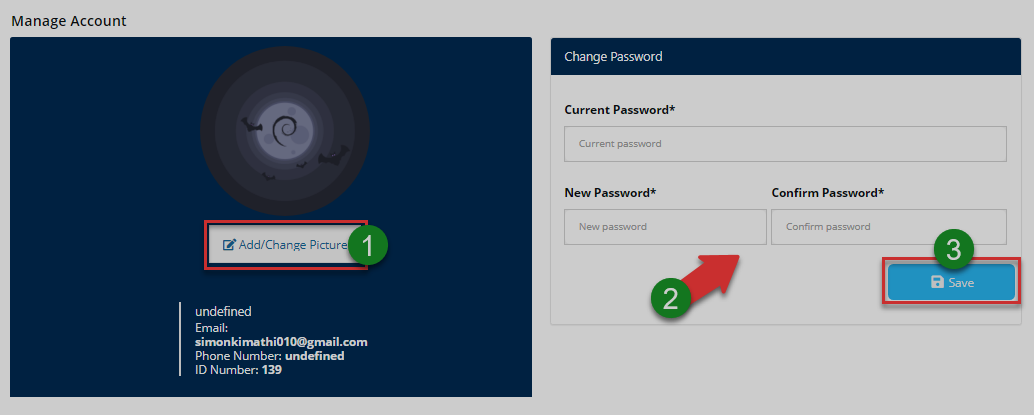 Manage Account
Add/Change Picture
1
undefined
Email:
simonkimathi010@gmail.com
Phone Number: undefined
ID Number: 139
Change Password
Current Password*
Current password
New Password* Confirm Password*
New password Confirm password
2
3
Save